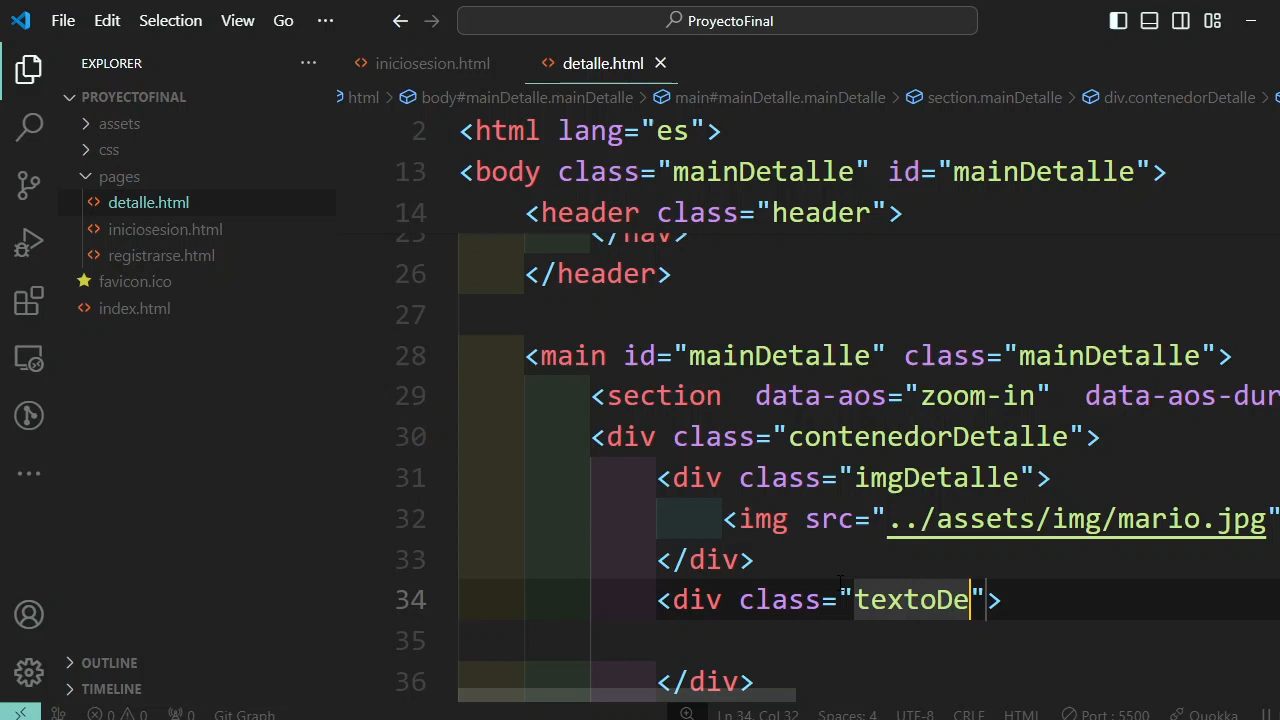 File Edit Selection View Go ··· ProyectoFinal
EXPLORER ···
iniciosesion.html detalle.html
PROYECTOFINAL
assets
css
pages
detalle.html
iniciosesion.html
registrarse.html
favicon.ico
index.html
OUTLINE
TIMELINE
html > body#mainDetalle.mainDetalle > main#mainDetalle.mainDetalle > section.mainDetalle > div.contenedorDetalle >
2 <html lang="es">
13 <body class="mainDetalle" id="mainDetalle">
14 <header class="header">
25 </nav>
26 </header>
27
28 <main id="mainDetalle" class="mainDetalle">
29 <section data-aos="zoom-in" data-aos-dur
30 <div class="contenedorDetalle">
31 <div class="imgDetalle">
32 <img src="../assets/img/mario.jpg"
33 </div>
34 <div class="textoDe">
35
36 </div>
0 0 0 Git Graph Ln 34, Col 32 Spaces: 4 UTF-8 CRLF HTML Port : 5500 Quokka